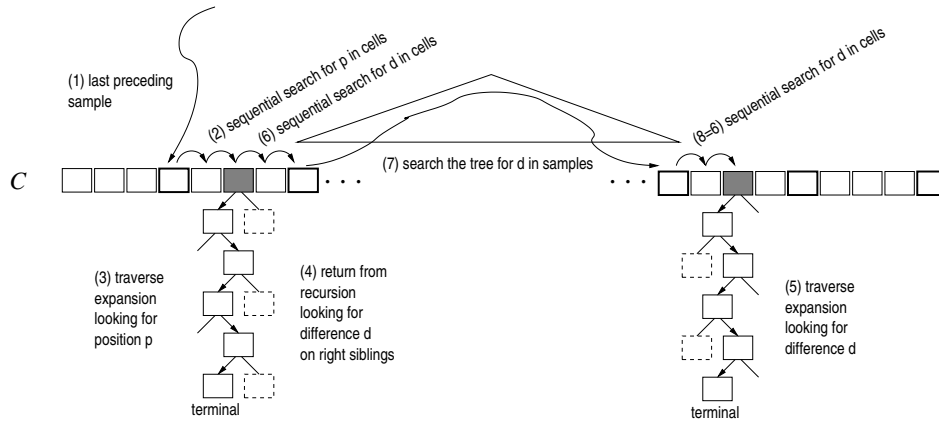 (1) last preceding
sample
(2) sequential search for p in cells
(6) sequential search for d in cells
(7) search the tree for d in samples
(8=6) sequential search for d in cells
C
. . .
. . .
(3) traverse
expansion
looking for
position p
(4) return from
recursion
looking for
difference d
on right siblings
(5) traverse
expansion
looking for
difference d
terminal
terminal